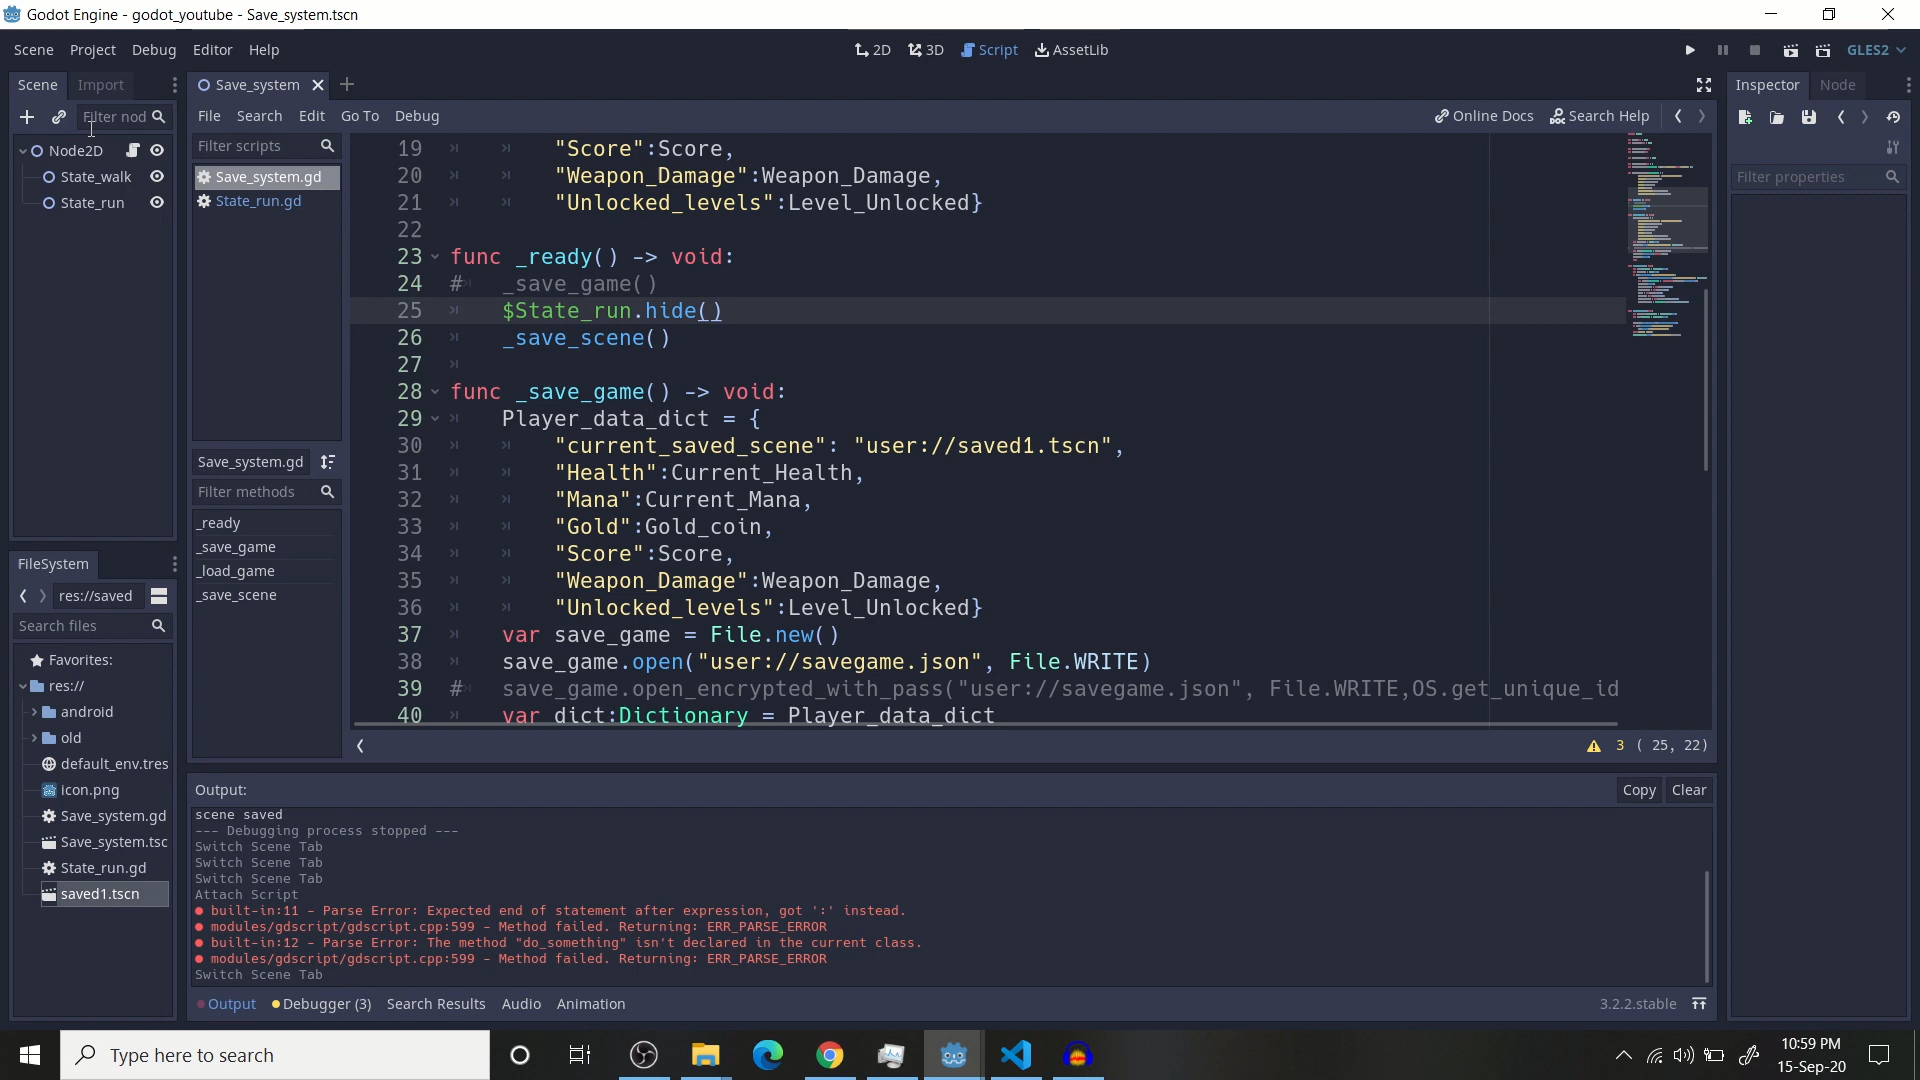 Godot Engine - godot_youtube - Save_system.tscn
Scene Project Debug Editor Help
2D 3D Script AssetLib
GLES2
Scene Import
Filter nod
Node2D
State_walk
State_run
FileSystem
res://saved
Search files
Favorites:
res://
android
old
default_env.tres
icon.png
Save_system.gd
Save_system.tsc
State_run.gd
saved1.tscn
Save_system
File Search Edit Go To Debug
Online Docs Search Help
Filter scripts
Save_system.gd
State_run.gd
Save_system.gd
Filter methods
_ready
_save_game
_load_game
_save_scene
19 "Score":Score,
20 "Weapon_Damage":Weapon_Damage,
21 "Unlocked_levels":Level_Unlocked}
22
23 func _ready() -> void:
24 # _save_game()
25 $State_run.hide()
26 _save_scene()
27
28 func _save_game() -> void:
29 Player_data_dict = {
30 "current_saved_scene": "user://saved1.tscn",
31 "Health":Current_Health,
32 "Mana":Current_Mana,
33 "Gold":Gold_coin,
34 "Score":Score,
35 "Weapon_Damage":Weapon_Damage,
36 "Unlocked_levels":Level_Unlocked}
37 var save_game = File.new()
38 save_game.open("user://savegame.json", File.WRITE)
39 # save_game.open_encrypted_with_pass("user://savegame.json", File.WRITE,OS.get_unique_id
40 var dict:Dictionary = Player_data_dict
3 ( 25, 22)
Output:
Copy Clear
scene saved
--- Debugging process stopped ---
Switch Scene Tab
Switch Scene Tab
Switch Scene Tab
Attach Script
built-in:11 - Parse Error: Expected end of statement after expression, got ':' instead.
modules/gdscript/gdscript.cpp:599 - Method failed. Returning: ERR_PARSE_ERROR
built-in:12 - Parse Error: The method "do_something" isn't declared in the current class.
modules/gdscript/gdscript.cpp:599 - Method failed. Returning: ERR_PARSE_ERROR
Switch Scene Tab
Output Debugger (3) Search Results Audio Animation
3.2.2.stable
Inspector Node
Filter properties
Type here to search
10:59 PM
15-Sep-20